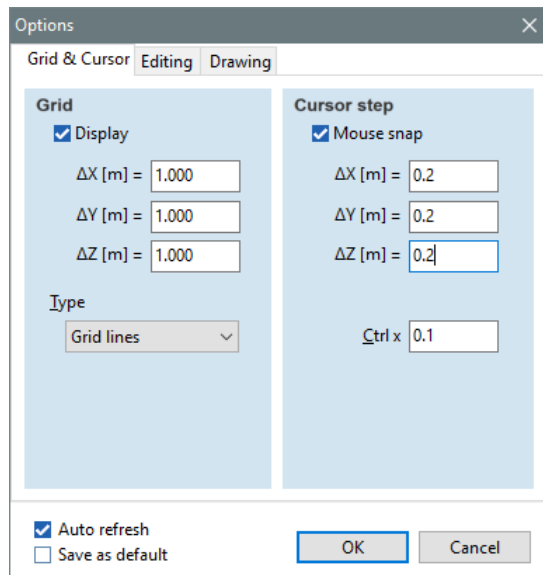 Options
Grid & Cursor Editing Drawing
Grid
Display
ΔX [m] = 1.000
ΔY [m] = 1.000
ΔZ [m] = 1.000
Type
Grid lines
Cursor step
Mouse snap
ΔX [m] = 0.2
ΔY [m] = 0.2
ΔZ [m] = 0.2
Ctrl x 0.1
Auto refresh
Save as default
OK Cancel